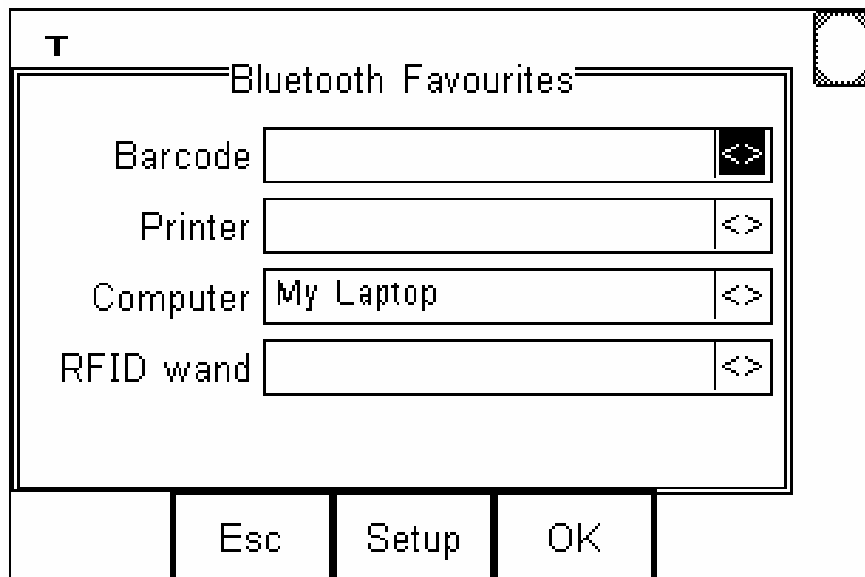 T
Bluetooth Favourites
Barcode <>
Printer <>
Computer My Laptop <>
RFID wand <>
Esc Setup OK